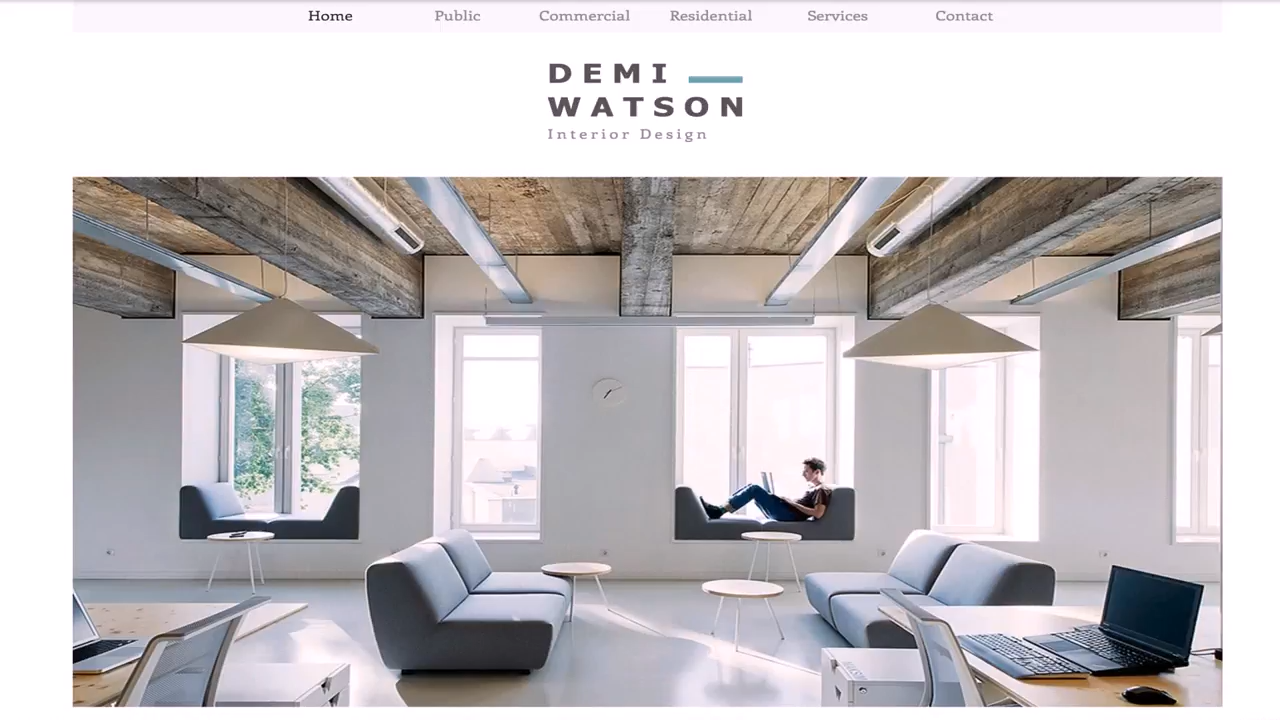 Home Public Commercial Residential Services Contact
DEMI
WATSON
Interior Design